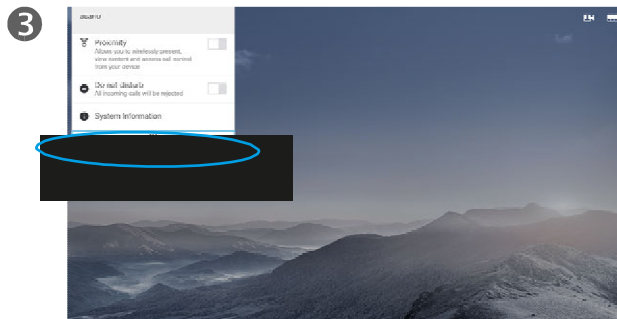 3
Proximity
Allows you to wirelessly present,
view content and access call control
from your device
Do not disturb
All incoming calls will be rejected
System Information